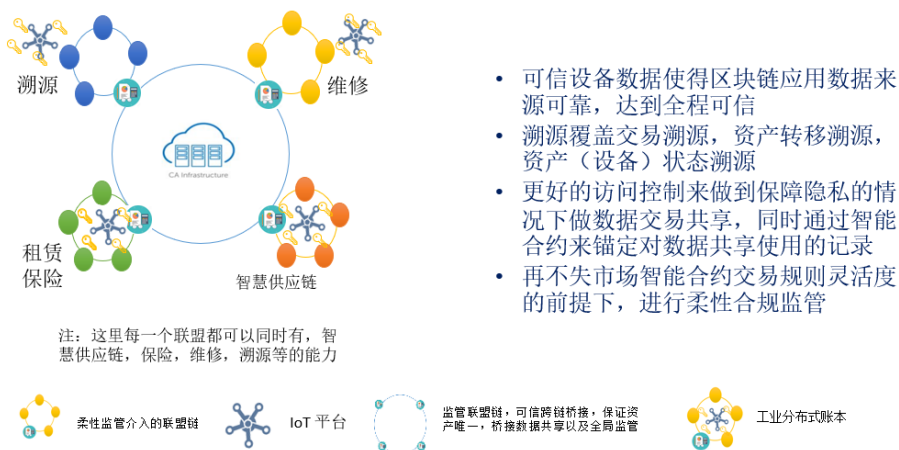 溯源
维修
CA Infrastructure
租赁
保险
智慧供应链
注：这里每一个联盟都可以同时有，智
慧供应链，保险，维修，溯源等的能力
• 可信设备数据使得区块链应用数据来
源可靠，达到全程可信
• 溯源覆盖交易溯源，资产转移溯源，
资产（设备）状态溯源
• 更好的访问控制来做到保障隐私的情
况下做数据交易共享，同时通过智能
合约来锚定对数据共享使用的记录
• 再不失市场智能合约交易规则灵活度
的前提下，进行柔性合规监管
柔性监管介入的联盟链
IoT 平台
监管联盟链，可信跨链桥接，保证资
产唯一，桥接数据共享以及全局监管
工业分布式账本